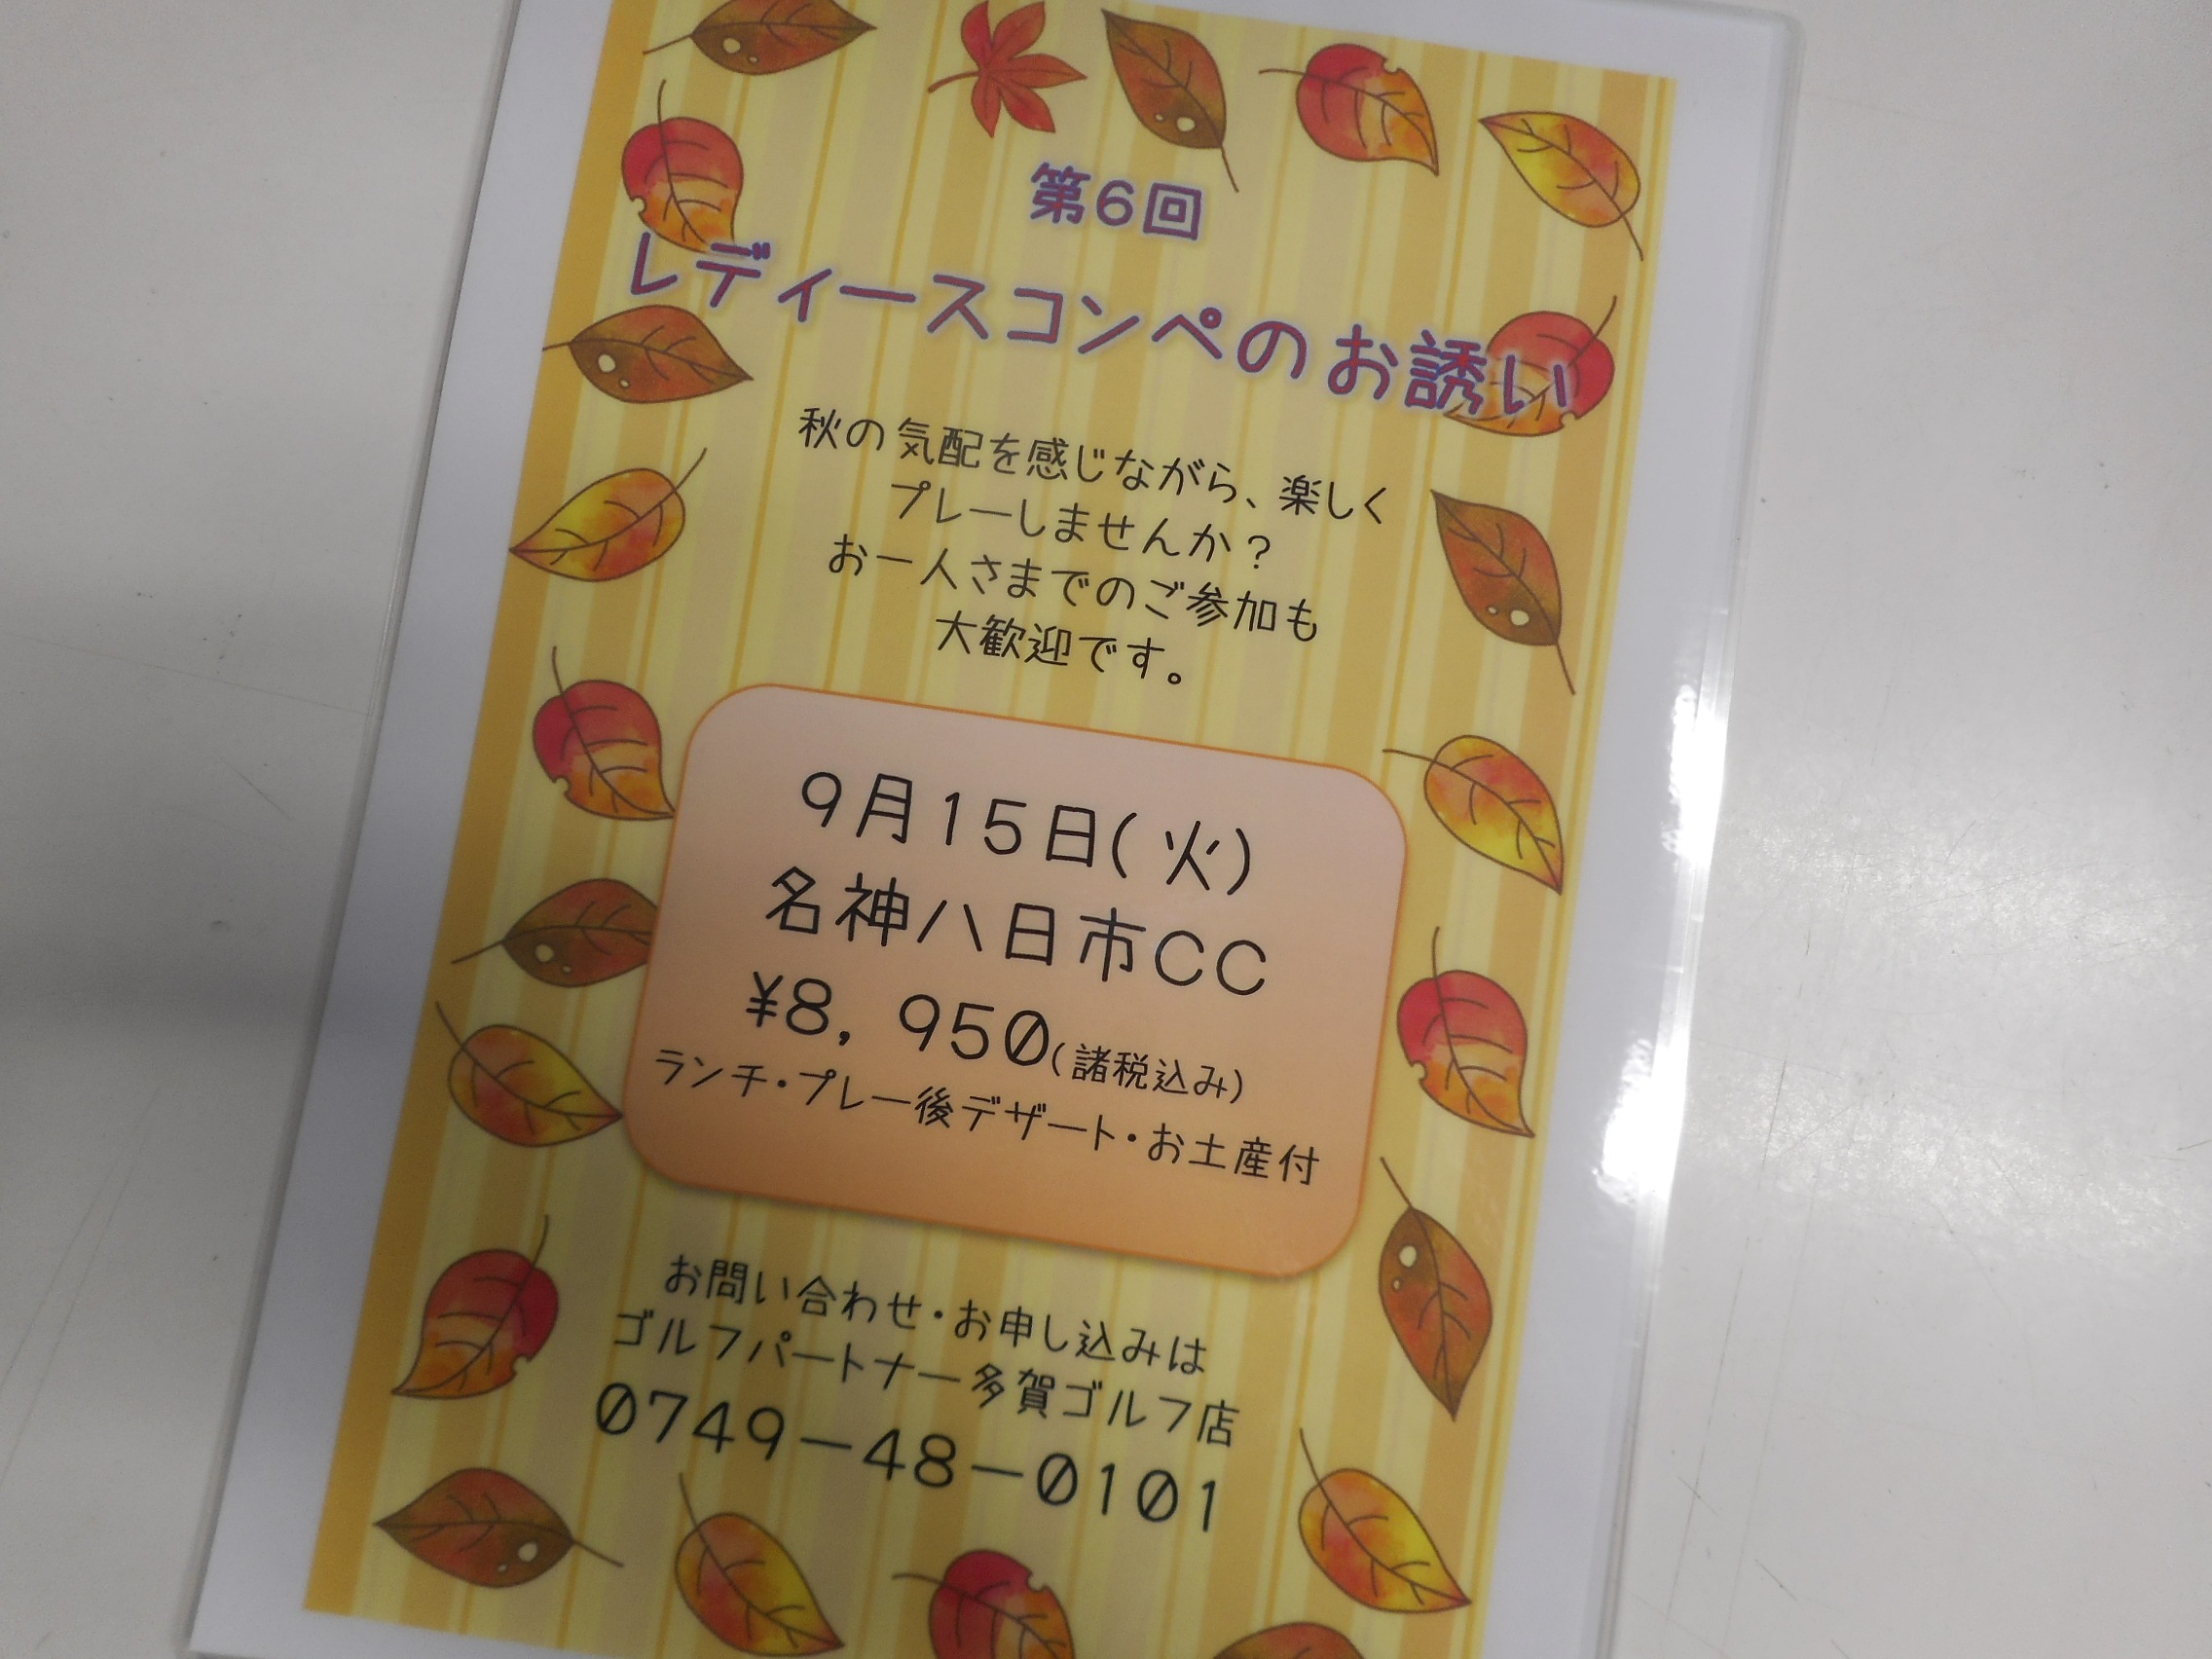 第6回
レディースコンペのお誘い
秋の気配を感じながら、楽しく
プレーしませんか？
お一人さまでのご参加も
大歓迎です。
9月15日(火)
名神八日市CC
¥8，950(諸税込み)
ランチ・プレー後デザート・お土産付
お問い合わせ・お申し込みは
ゴルフパートナー多賀ゴルフ店
0749－48－0101